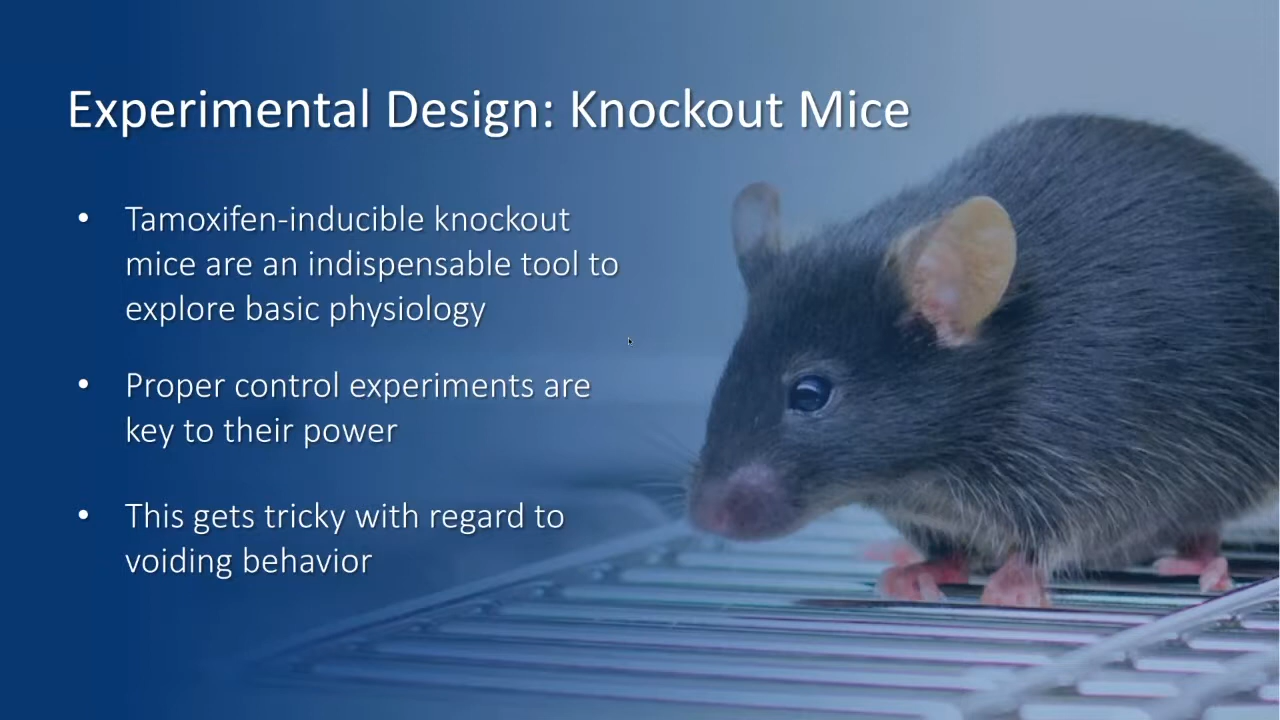 Experimental Design: Knockout Mice
• Tamoxifen-inducible knockout
mice are an indispensable tool to
explore basic physiology
• Proper control experiments are
key to their power
• This gets tricky with regard to
voiding behavior